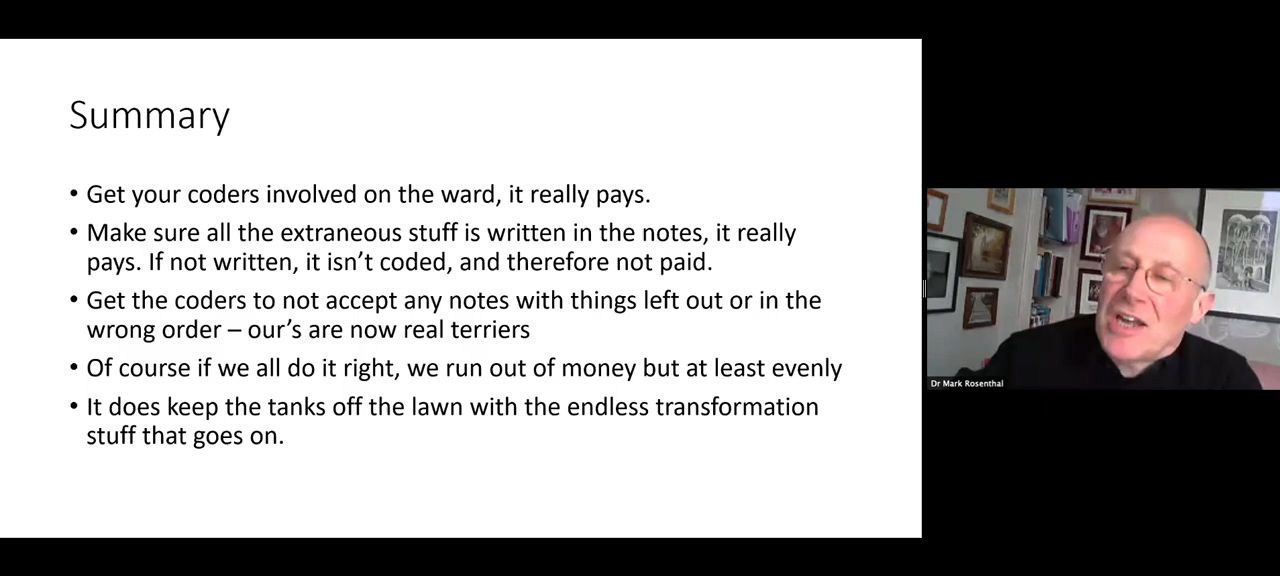 Summary
• Get your coders involved on the ward, it really pays.
• Make sure all the extraneous stuff is written in the notes, it really
pays. If not written, it isn't coded, and therefore not paid.
• Get the coders to not accept any notes with things left out or in the
wrong order – our's are now real terriers
• Of course if we all do it right, we run out of money but at least evenly
• It does keep the tanks off the lawn with the endless transformation
stuff that goes on.
Dr Mark Rosenthal